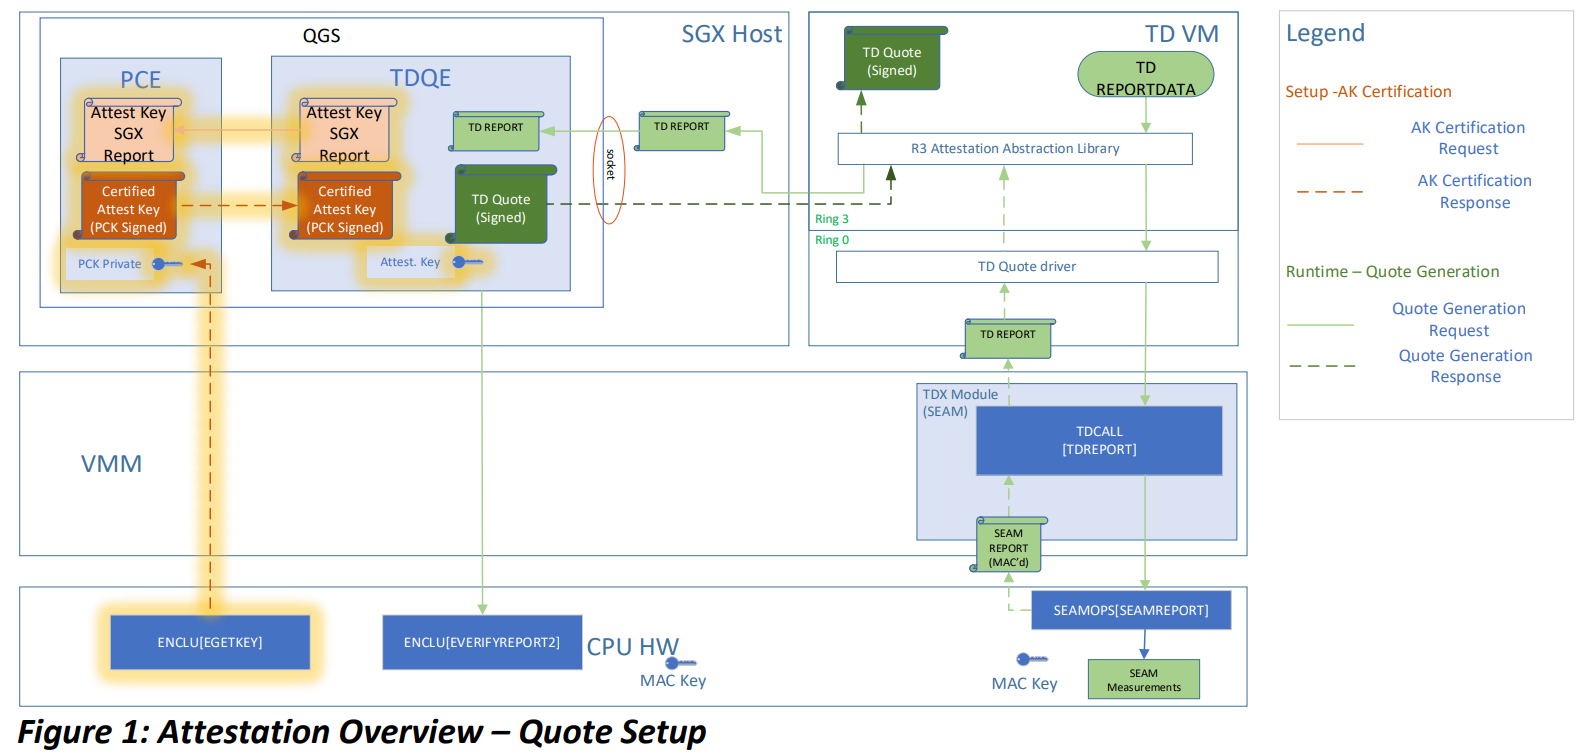 QGS
SGX Host
PCE
TDQE
Attest Key
SGX
Report
Attest Key
SGX
Report
Certified
Attest Key
(PCK Signed)
Certified
Attest Key
(PCK Signed)
PCK Private
Attest. Key
TD REPORT
TD Quote
(Signed)
TD REPORT
socket
TD VM
TD Quote
(Signed)
TD
REPORTDATA
R3 Attestation Abstraction Library
Ring 3
Ring 0
TD Quote driver
TD REPORT
VMM
TDX Module
(SEAM)
TDCALL
[TDREPORT]
SEAM
REPORT
(MAC'd)
ENCLU[EGETKEY]
ENCLU[EVERIFYREPORT2]
CPU HW
MAC Key
MAC Key
SEAMOPS[SEAMREPORT]
SEAM
Measurements
Legend
Setup -AK Certification
AK Certification
Request
AK Certification
Response
Runtime – Quote Generation
Quote Generation
Request
Quote Generation
Response
Figure 1: Attestation Overview – Quote Setup